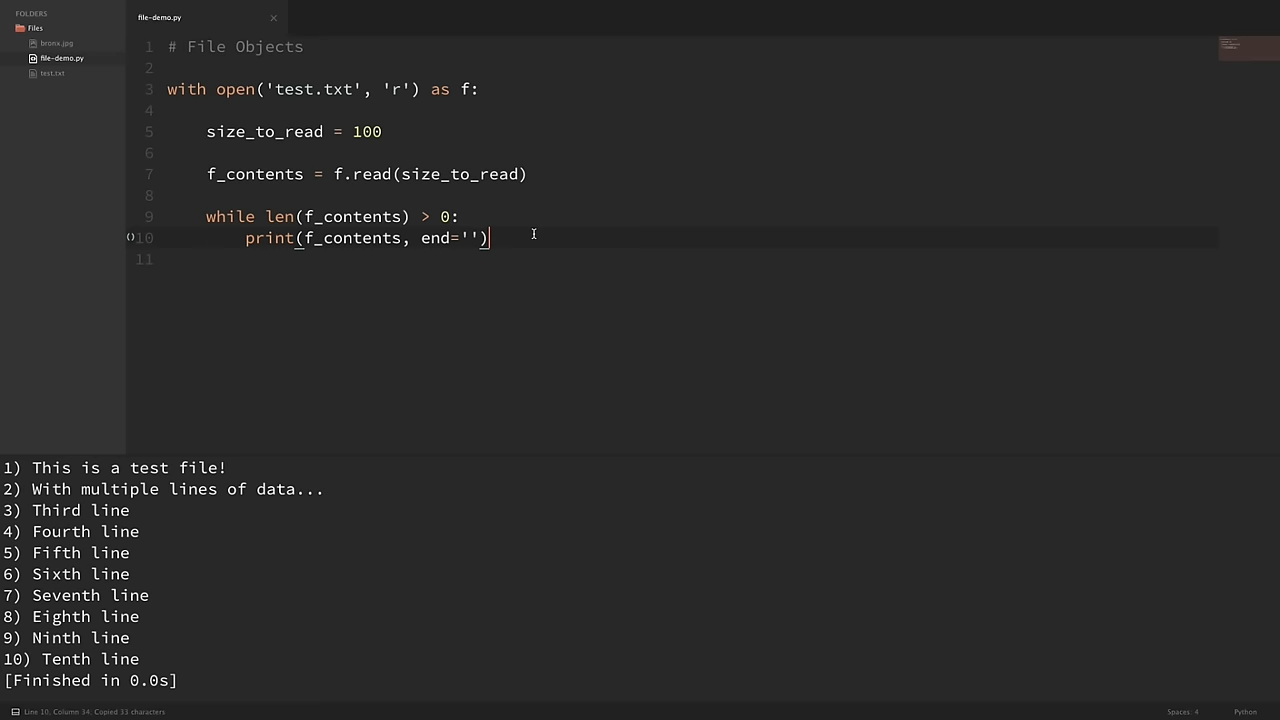 FOLDERS
Files
bronx.jpg
file-demo.py
test.txt
file-demo.py
1 # File Objects
2
3 with open('test.txt', 'r') as f:
4
5     size_to_read = 100
6
7     f_contents = f.read(size_to_read)
8
9     while len(f_contents) > 0:
10         print(f_contents, end='')
11
1) This is a test file!
2) With multiple lines of data...
3) Third line
4) Fourth line
5) Fifth line
6) Sixth line
7) Seventh line
8) Eighth line
9) Ninth line
10) Tenth line
[Finished in 0.0s]
Line 10, Column 34; Copied 33 characters
Spaces: 4
Python